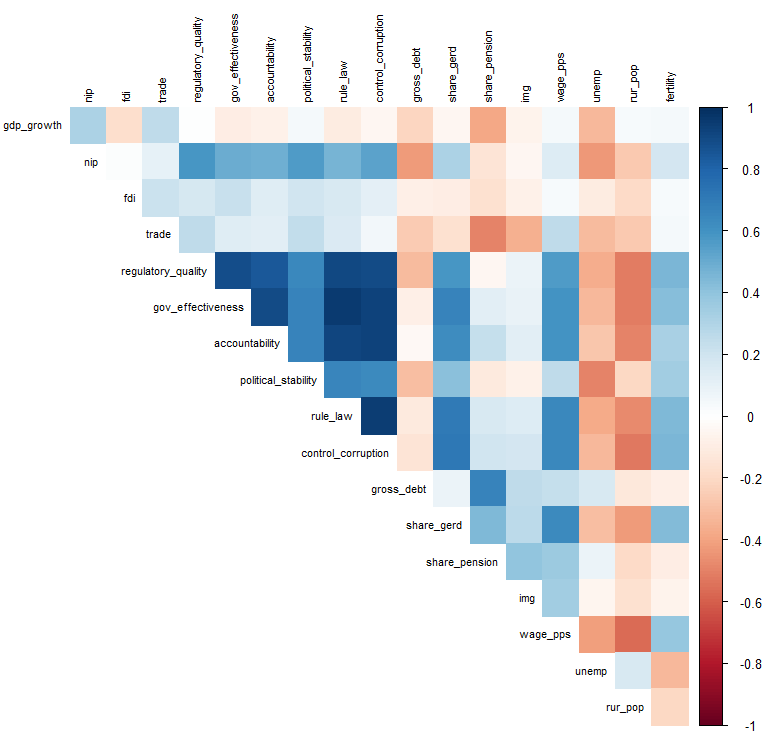 nip
fdi
trade
regulatory_quality
gov_effectiveness
accountability
political_stability
rule_law
control_corruption
gross_debt
share_gerd
share_pension
img
wage_pps
unemp
rur_pop
fertility
gdp_growth
nip
fdi
trade
regulatory_quality
gov_effectiveness
accountability
political_stability
rule_law
control_corruption
gross_debt
share_gerd
share_pension
img
wage_pps
unemp
rur_pop
1
0.8
0.6
0.4
0.2
0
-0.2
-0.4
-0.6
-0.8
-1